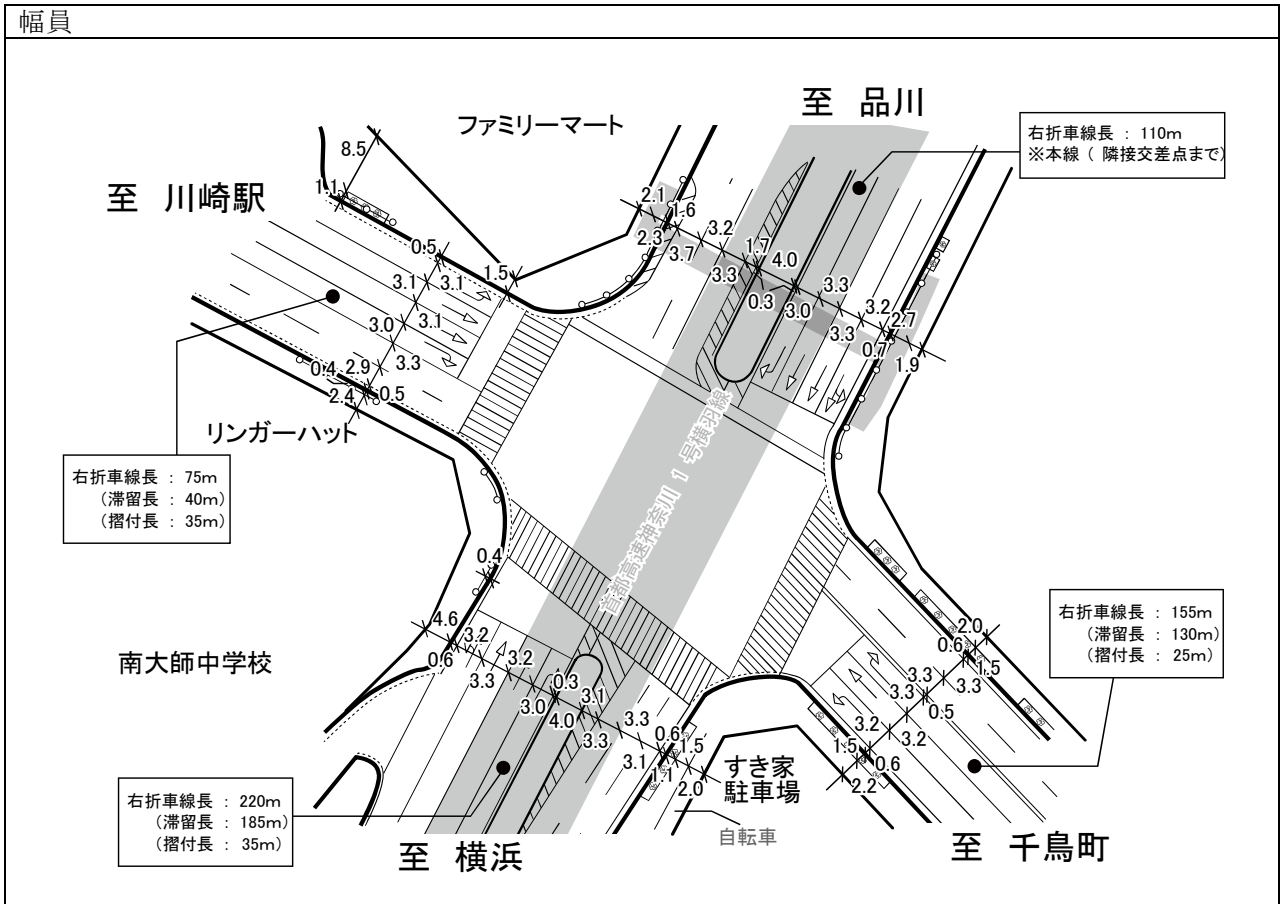 幅員
至 品川
ファミリーマート
右折車線長 : 110m
※本線 ( 隣接交差点まで)
8.5
1.1
至 川崎駅
2.1
1.6
2.3
3.7
3.2
3.3
1.7
4.0
0.3
3.0
3.3
3.3
3.2
2.7
0.7
1.9
0.5
3.1
3.1
1.5
3.0
3.1
3.3
0.4
2.9
2.4
0.5
リンガーハット
首都高速神奈川 1 号横羽線
右折車線長 : 75m
(滞留長 : 40m)
(摺付長 : 35m)
0.4
4.6
0.6
3.2
3.3
3.2
3.0
0.3
4.0
3.1
3.3
3.3
3.1
0.6
1.1
1.5
2.0
南大師中学校
すき家
駐車場
自転車
2.0
0.6
1.5
3.3
3.3
3.3
0.5
3.2
3.2
1.5
0.6
2.2
右折車線長 : 155m
(滞留長 : 130m)
(摺付長 : 25m)
右折車線長 : 220m
(滞留長 : 185m)
(摺付長 : 35m)
至 横浜
至 千鳥町